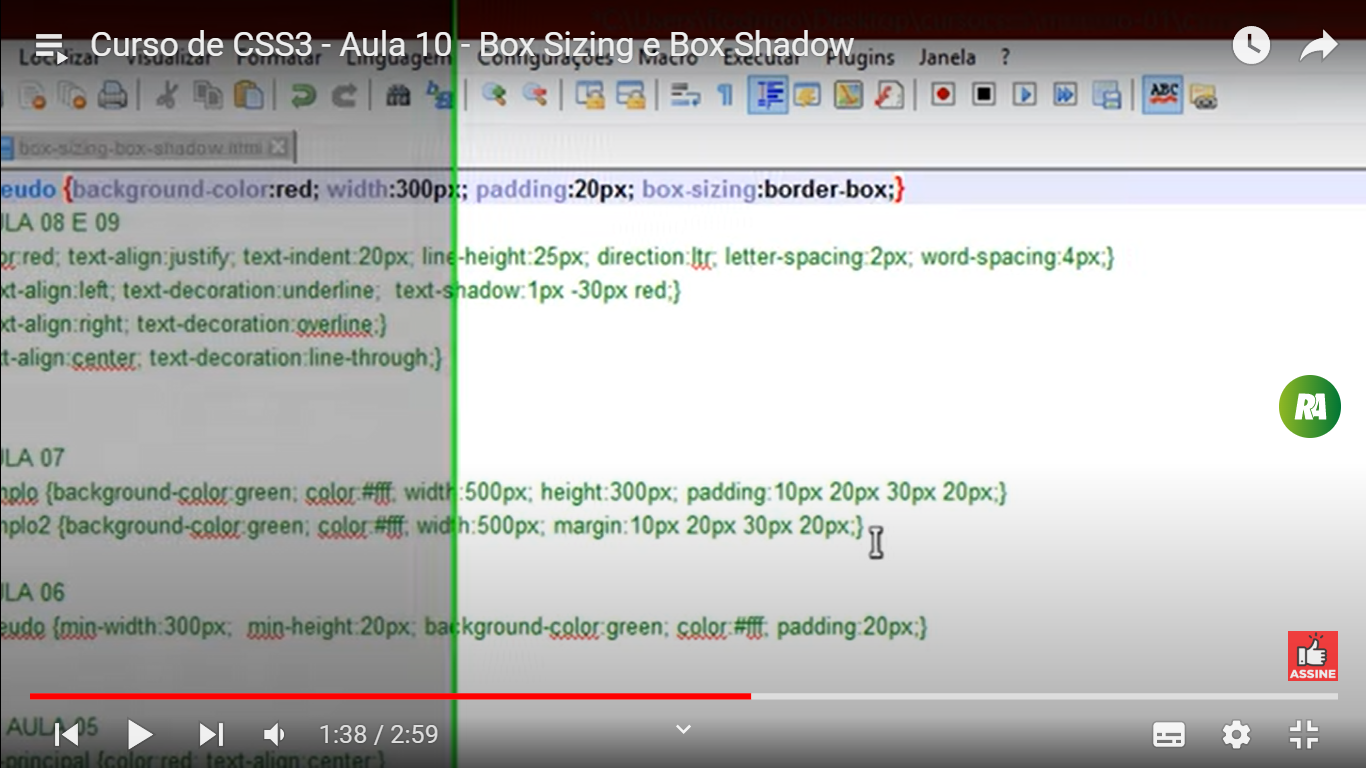 Curso de CSS3 - Aula 10 - Box Sizing e Box Shadow
Localizar Visualizar Formatar Linguagem Configurações Macro Executar Plugins Janela ?
ABC
box-sizing-box-shadow.html
eudo {background-color:red; width:300px; padding:20px; box-sizing:border-box;}
ULA 08 E 09
or:red; text-align:justify; text-indent:20px; line-height:25px; direction:ltr; letter-spacing:2px; word-spacing:4px;}
xt-align:left; text-decoration:underline; text-shadow:1px -30px red;}
xt-align:right; text-decoration:overline;}
t-align:center; text-decoration:line-through;}
RA
ULA 07
mplo {background-color:green; color:#fff; width:500px; height:300px; padding:10px 20px 30px 20px;}
mplo2 {background-color:green; color:#fff; width:500px; margin:10px 20px 30px 20px;}
ULA 06
eudo {min-width:300px; min-height:20px; background-color:green; color:#fff; padding:20px;}
ASSINE
AULA 05
principal {color:red; text-align:center;}
1:38 / 2:59